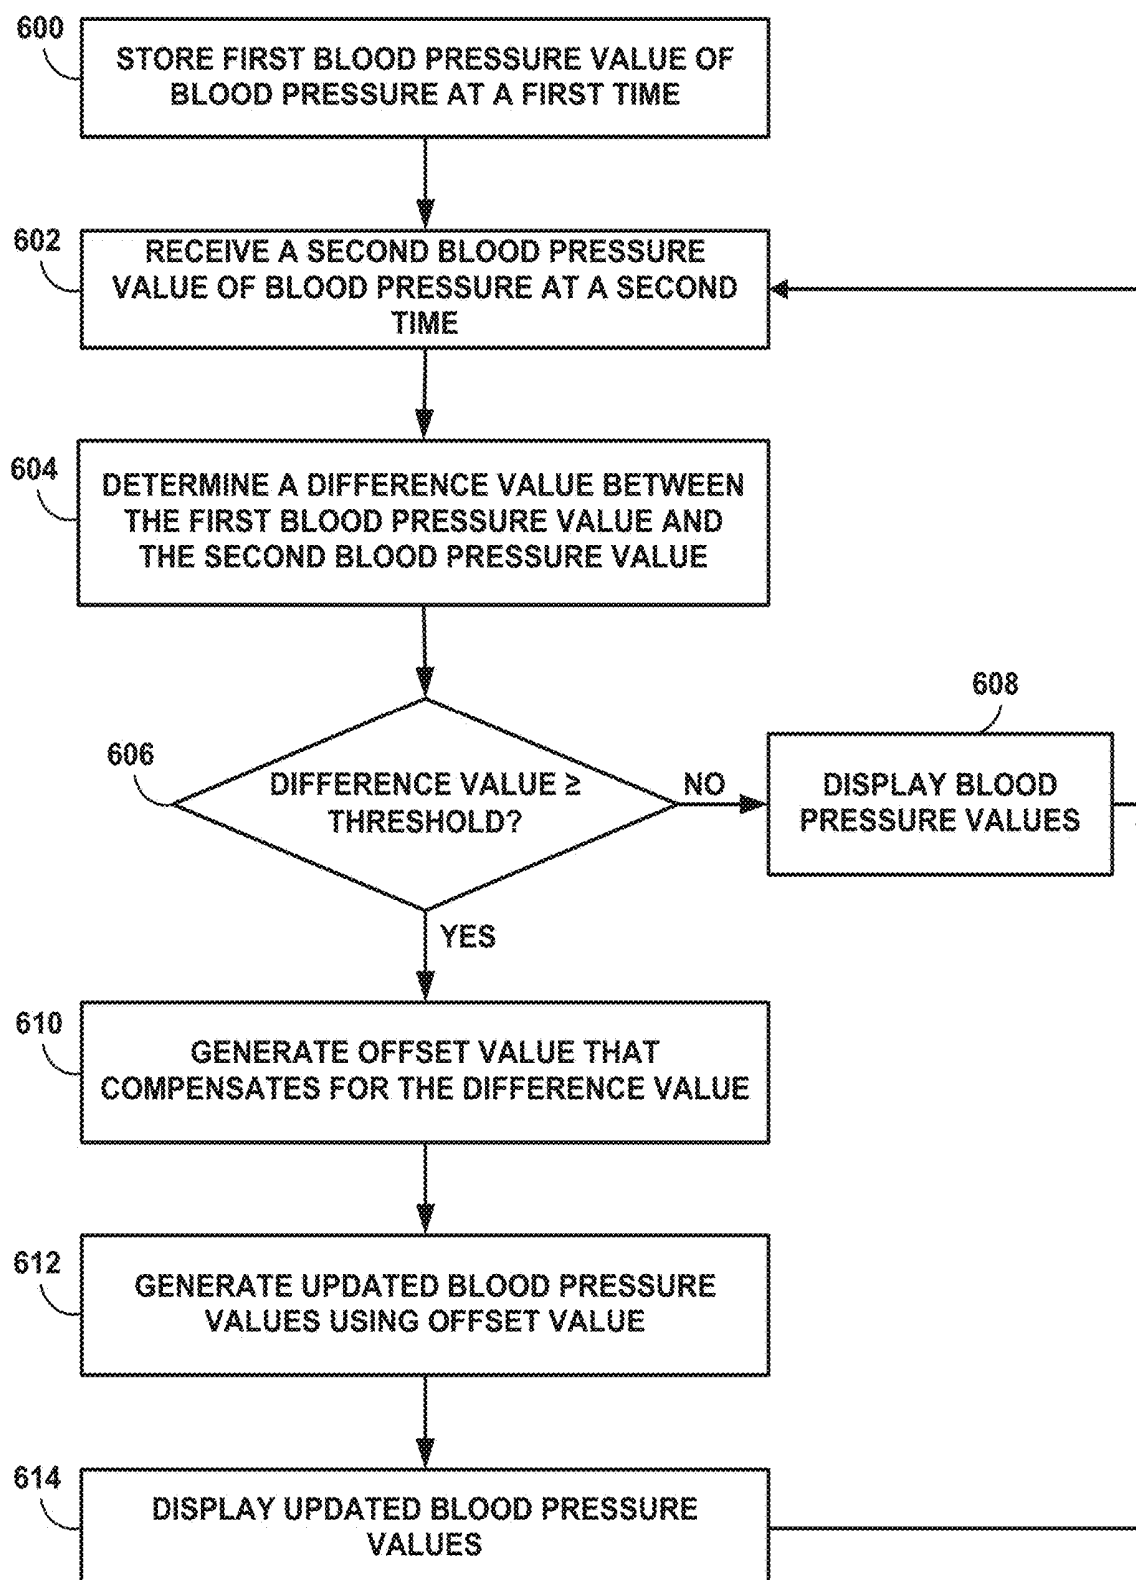 600
STORE FIRST BLOOD PRESSURE VALUE OF
BLOOD PRESSURE AT A FIRST TIME
602
RECEIVE A SECOND BLOOD PRESSURE
VALUE OF BLOOD PRESSURE AT A SECOND
TIME
604
DETERMINE A DIFFERENCE VALUE BETWEEN
THE FIRST BLOOD PRESSURE VALUE AND
THE SECOND BLOOD PRESSURE VALUE
606
DIFFERENCE VALUE ≥
THRESHOLD?
NO
608
DISPLAY BLOOD
PRESSURE VALUES
YES
610
GENERATE OFFSET VALUE THAT
COMPENSATES FOR THE DIFFERENCE VALUE
612
GENERATE UPDATED BLOOD PRESSURE
VALUES USING OFFSET VALUE
614
DISPLAY UPDATED BLOOD PRESSURE
VALUES